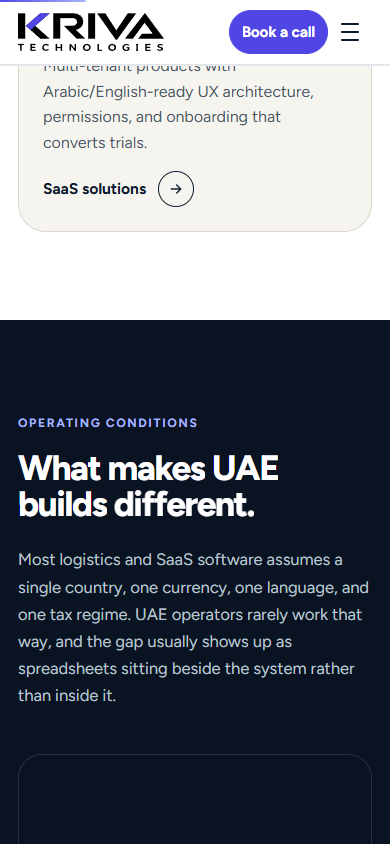 KRIVA
TECHNOLOGIES
Book a call
Multi-tenant products with
Arabic/English-ready UX architecture,
permissions, and onboarding that
converts trials.
SaaS solutions
OPERATING CONDITIONS
What makes UAE
builds different.
Most logistics and SaaS software assumes a
single country, one currency, one language, and
one tax regime. UAE operators rarely work that
way, and the gap usually shows up as
spreadsheets sitting beside the system rather
than inside it.